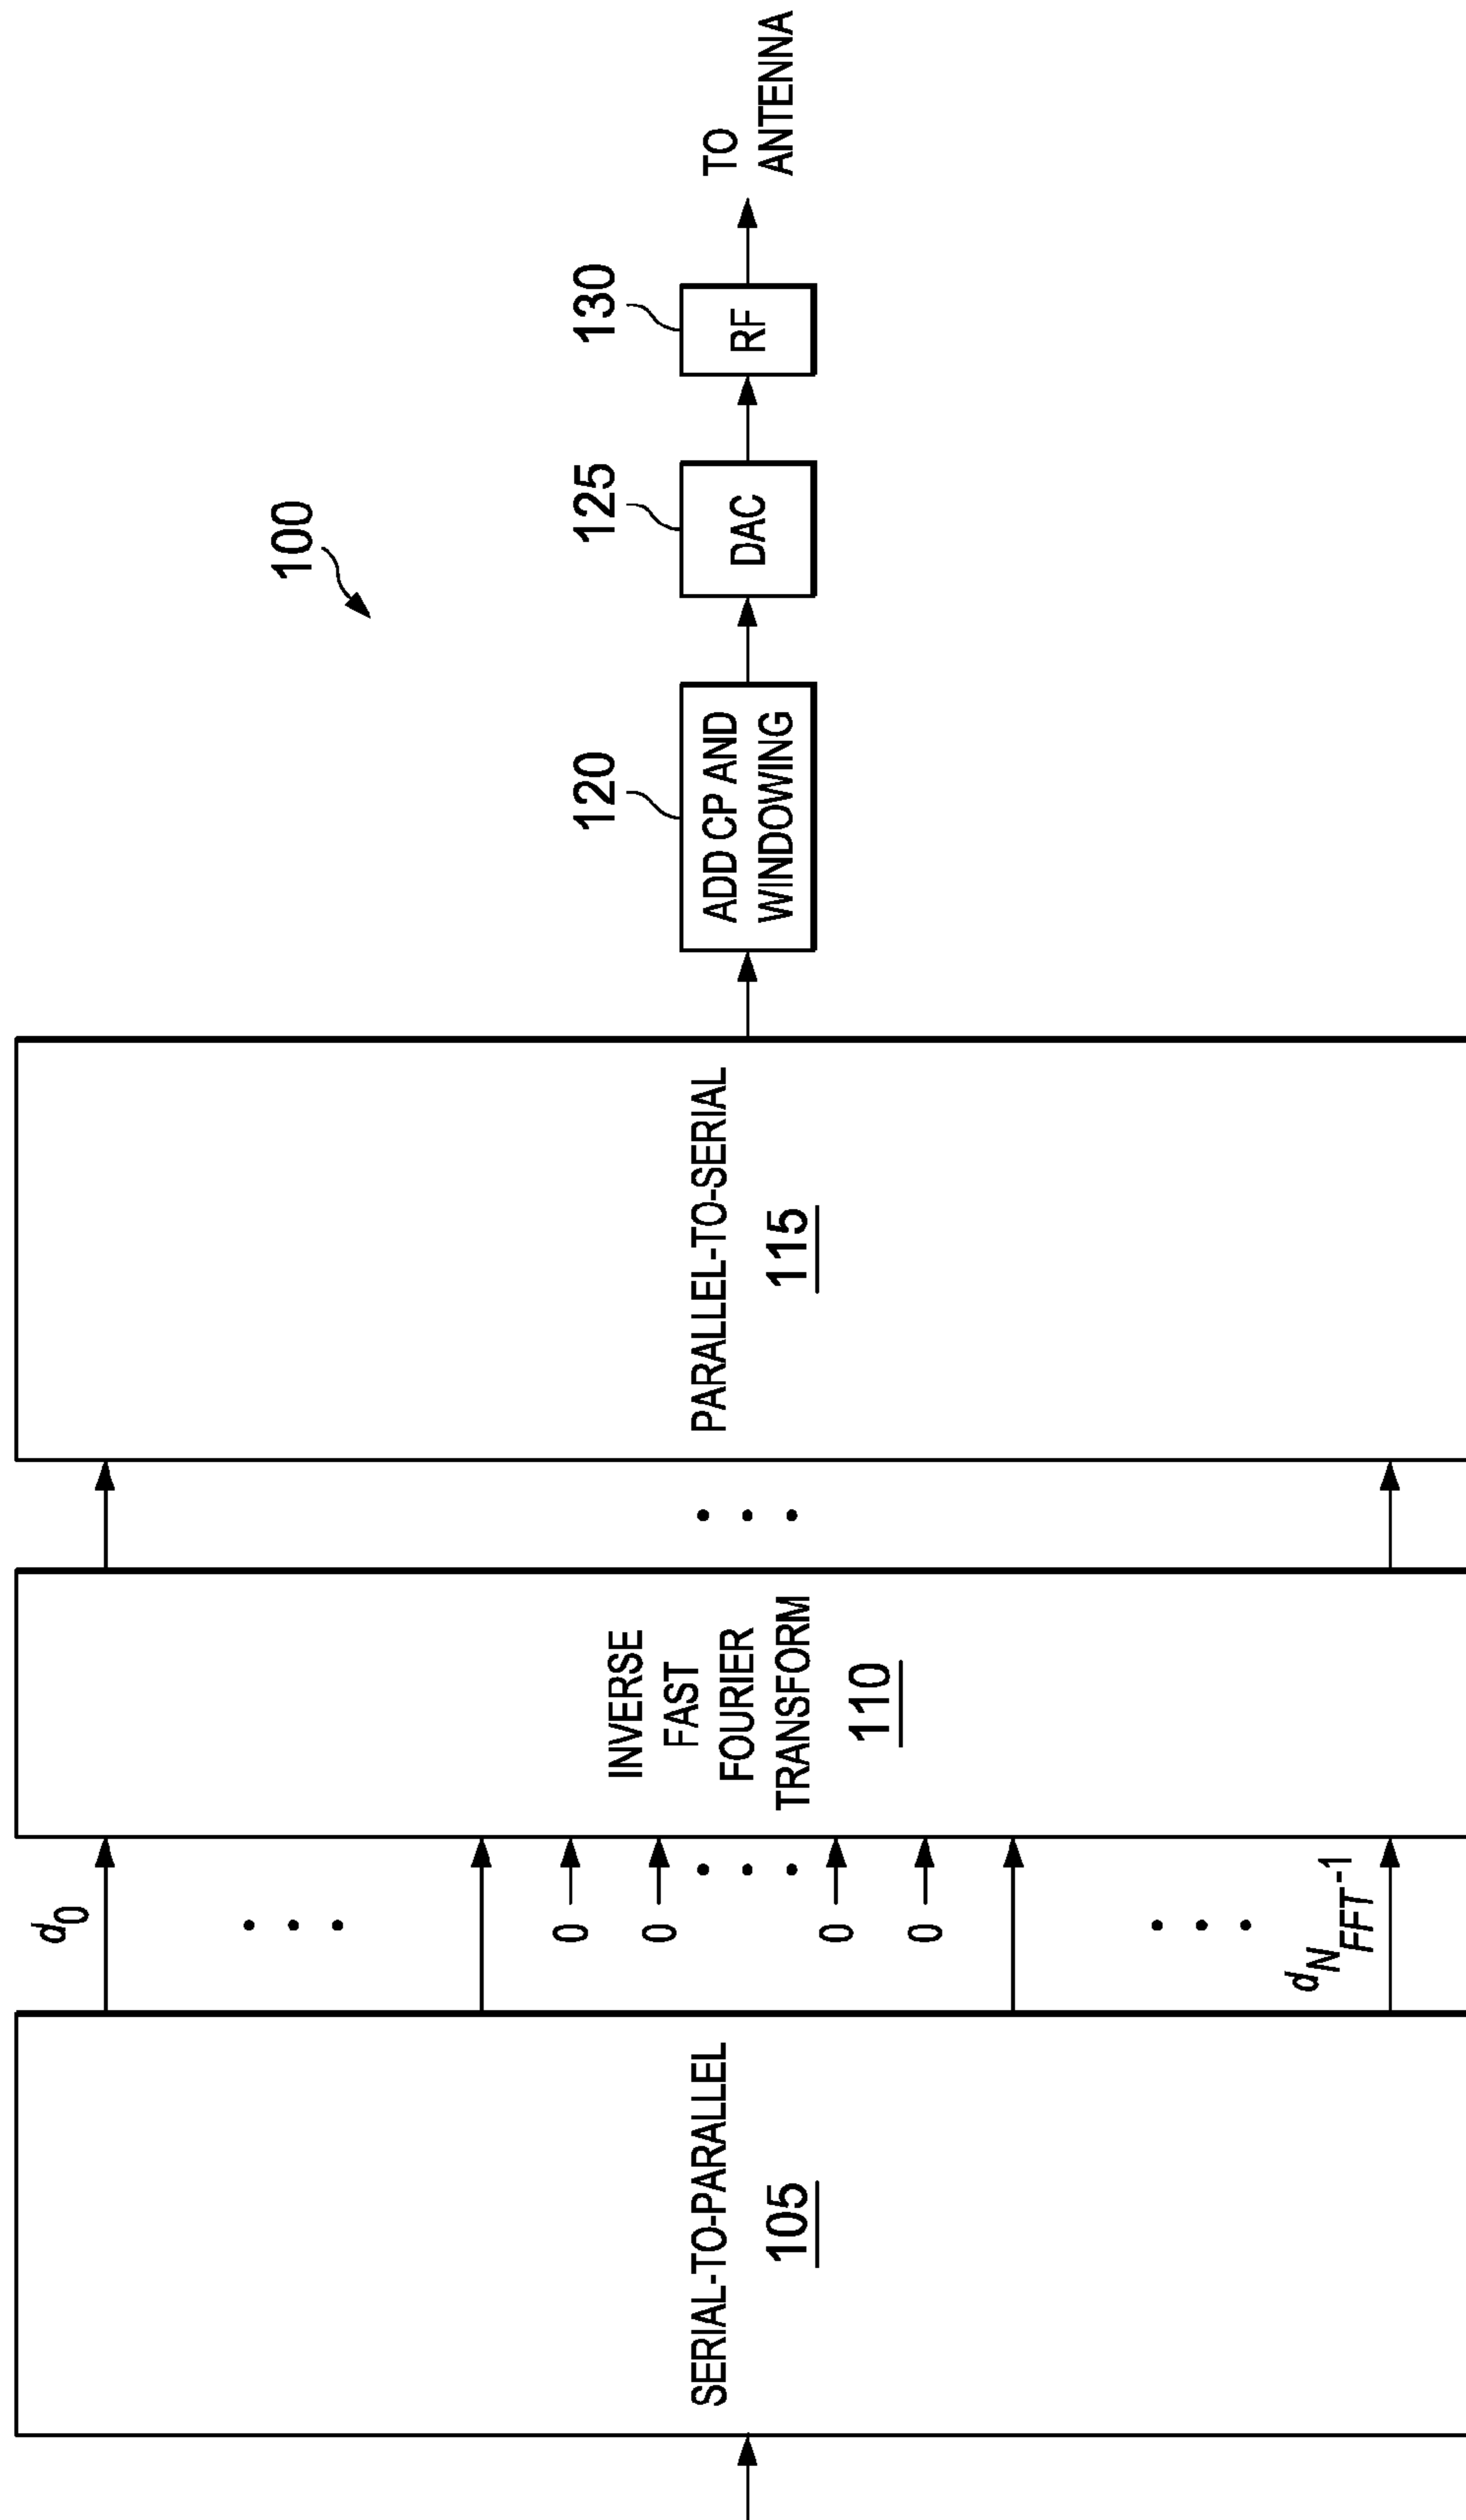 100
SERIAL-TO-PARALLEL
105
d0
0
0
0
0
dNFFT-1
INVERSE
FAST
FOURIER
TRANSFORM
110
PARALLEL-TO-SERIAL
115
120
ADD CP AND
WINDOWING
125
DAC
130
RF
TO
ANTENNA